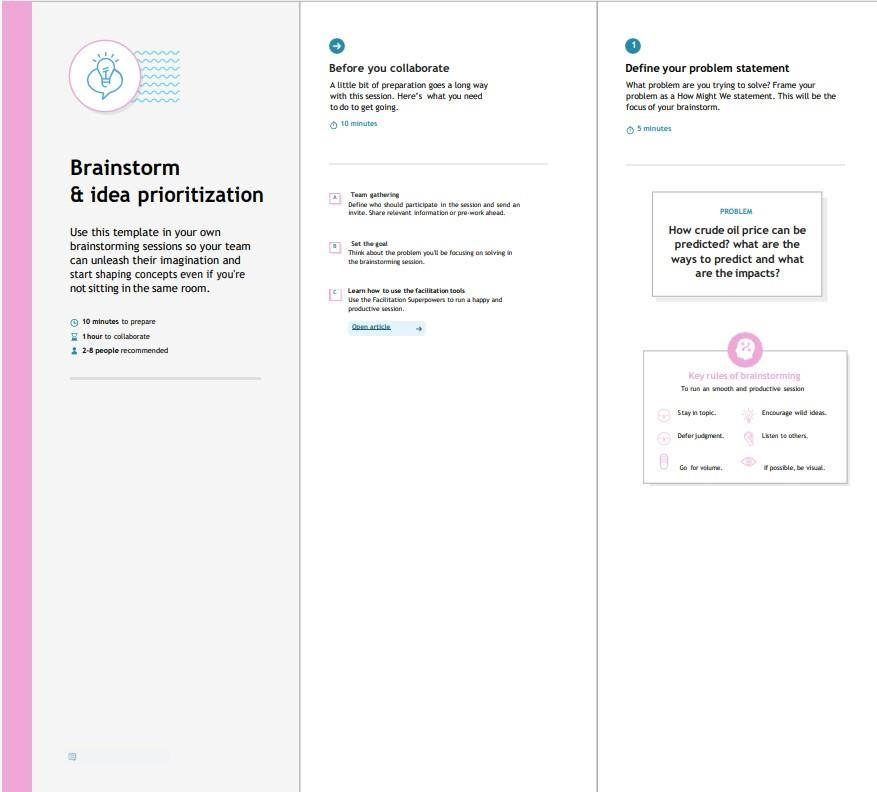 Brainstorm
& idea prioritization
Use this template in your own
brainstorming sessions so your team
can unleash their imagination and
start shaping concepts even if you're
not sitting in the same room.
10 minutes to prepare
1 hour to collaborate
2-8 people recommended
Before you collaborate
A little bit of preparation goes a long way
with this session. Here's what you need
to do to get going.
10 minutes
A
Team gathering
Define who should participate in the session and send an
invite. Share relevant information or pre-work ahead.
B
Set the goal
Think about the problem you'll be focusing on solving in
the brainstorming session.
C
Learn how to use the facilitation tools
Use the Facilitation Superpowers to run a happy and
productive session.
Open article
1
Define your problem statement
What problem are you trying to solve? Frame your
problem as a How Might We statement. This will be the
focus of your brainstorm.
5 minutes
PROBLEM
How crude oil price can be
predicted? what are the
ways to predict and what
are the impacts?
Key rules of brainstorming
To run an smooth and productive session
Stay in topic.
Encourage wild ideas.
Defer judgment.
Listen to others.
Go for volume.
If possible, be visual.